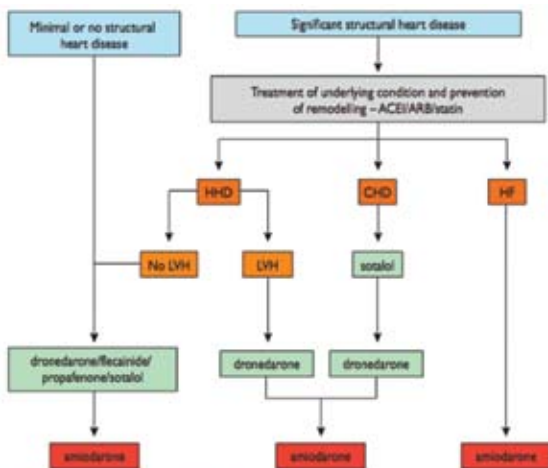 Minimal or no structural
heart disease
Significant structural heart disease
Treatment of underlying condition and prevention
of remodelling – ACEI/ARB/statin
HHD
CHD
HF
No LVH
LVH
sotalol
dronedarone/flecainide/
propafenone/sotalol
dronedarone
dronedarone
amiodarone
amiodarone
amiodarone